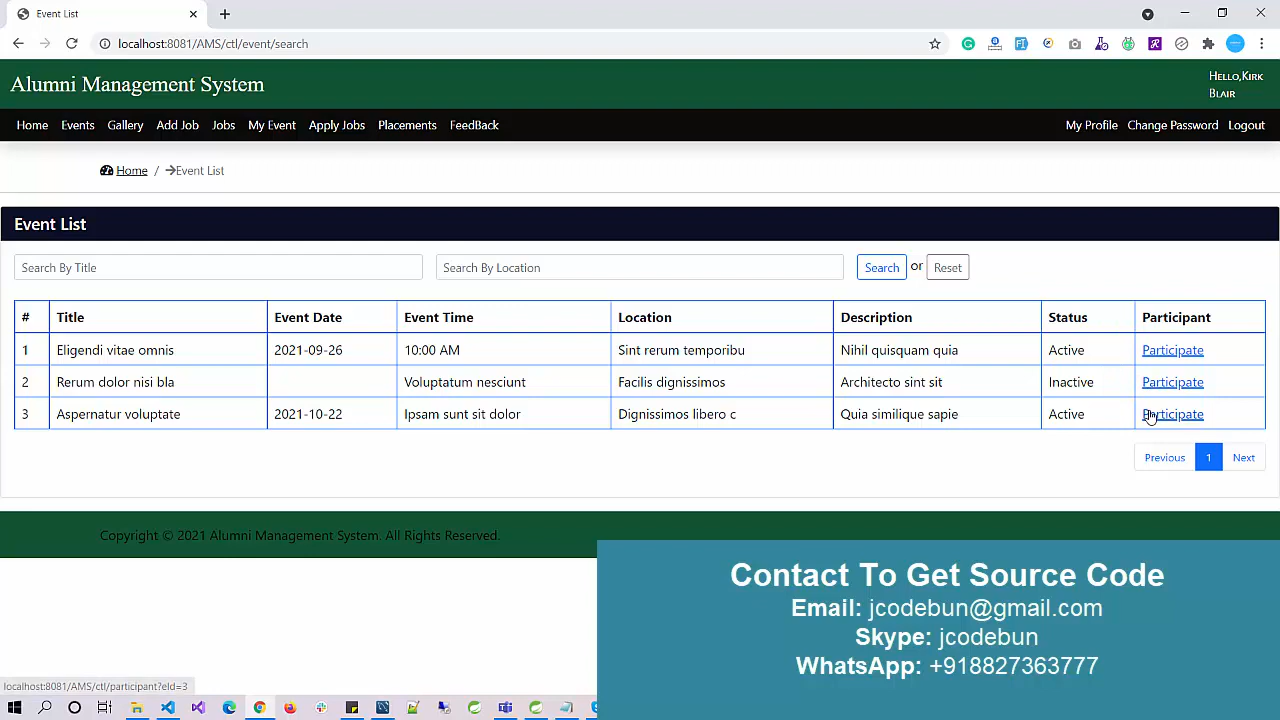 Event List
localhost:8081/AMS/ctl/event/search
Alumni Management System
Hello,Kirk
Blair
Home Events Gallery Add Job Jobs My Event Apply Jobs Placements FeedBack My Profile Change Password Logout
Home / →Event List
Event List
Search By Title Search By Location Search or Reset
# Title Event Date Event Time Location Description Status Participant
1 Eligendi vitae omnis 2021-09-26 10:00 AM Sint rerum temporibu Nihil quisquam quia Active Participate
2 Rerum dolor nisi bla Voluptatum nesciunt Facilis dignissimos Architecto sint sit Inactive Participate
3 Aspernatur voluptate 2021-10-22 Ipsam sunt sit dolor Dignissimos libero c Quia similique sapie Active Participate
Previous 1 Next
Copyright © 2021 Alumni Management System. All Rights Reserved.
Contact To Get Source Code
Email: jcodebun@gmail.com
Skype: jcodebun
WhatsApp: +918827363777
localhost:8081/AMS/ctl/participant?eId=3